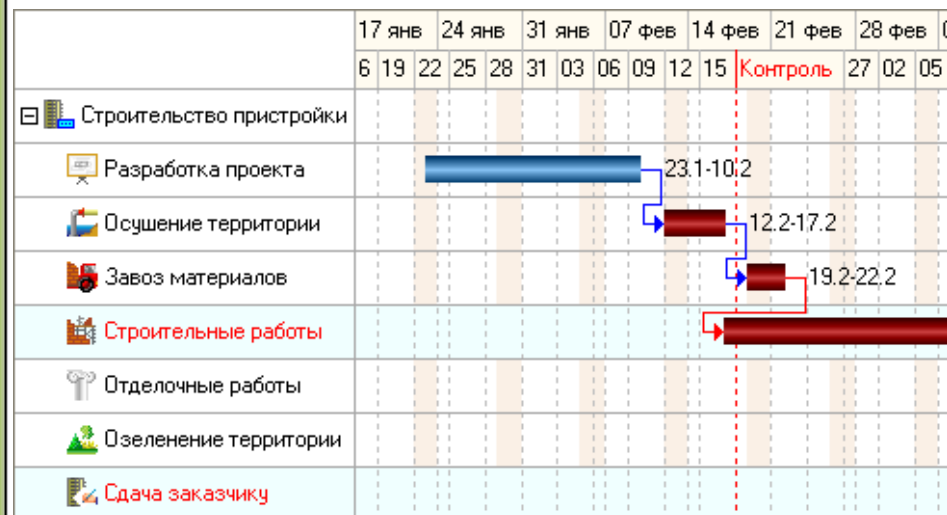 17 янв 24 янв 31 янв 07 фев 14 фев 21 фев 28 фев
6 19 22 25 28 31 03 06 09 12 15 Контроль 27 02 05
Строительство пристройки
Разработка проекта 23.1-10.2
Осушение территории 12.2-17.2
Завоз материалов 19.2-22.2
Строительные работы
Отделочные работы
Озеленение территории
Сдача заказчику